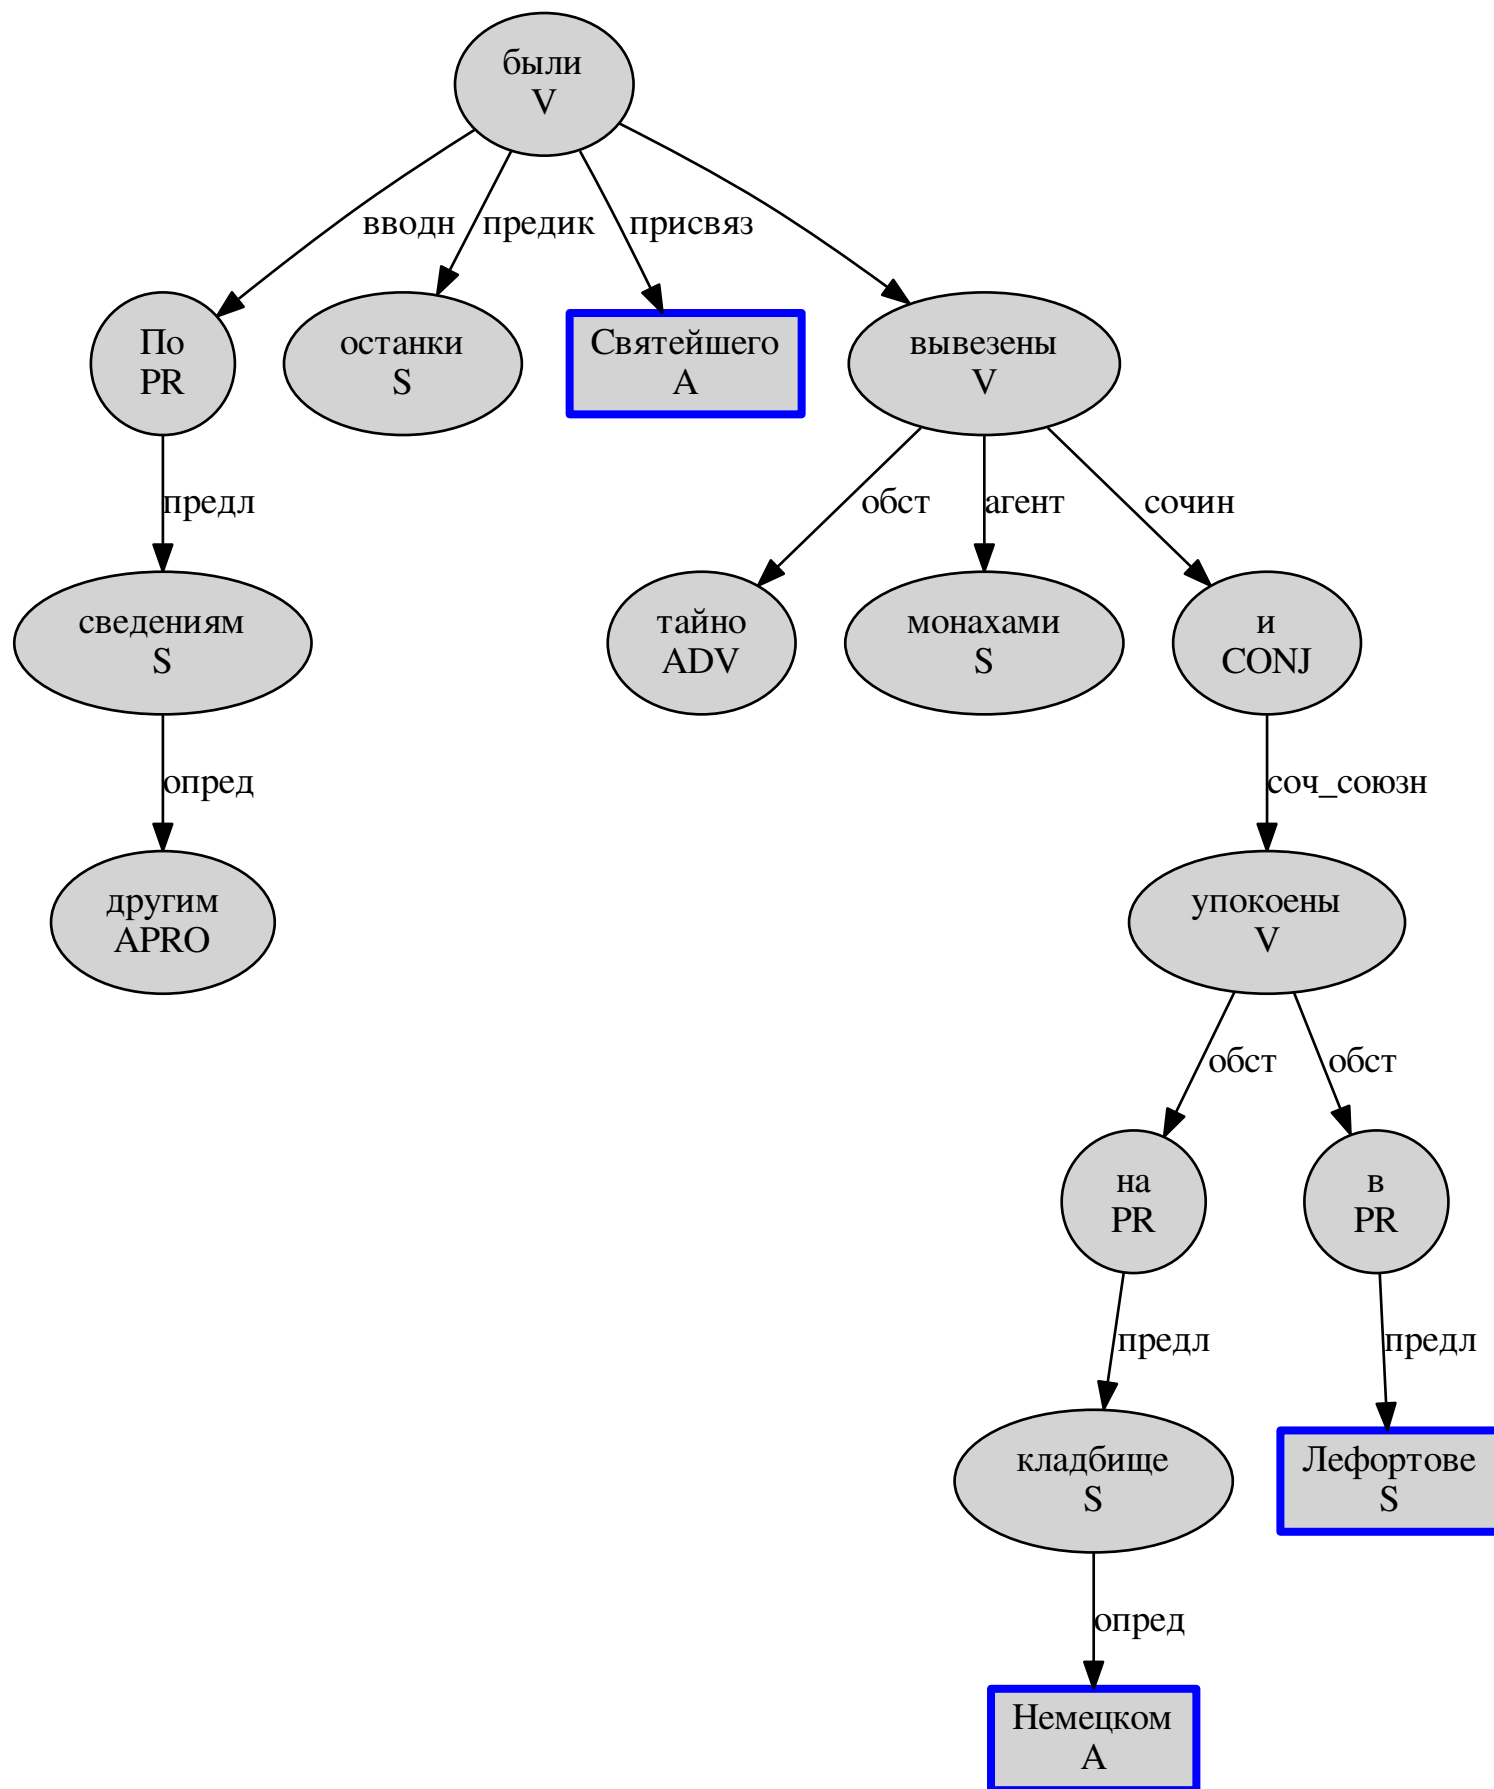 были
V
вводн
предик
присвяз
По
PR
останки
S
Святейшего
A
вывезены
V
предл
обст
агент
сочин
сведениям
S
тайно
ADV
монахами
S
и
CONJ
опред
соч_союзн
другим
APRO
упокоены
V
обст
обст
на
PR
в
PR
предл
предл
кладбище
S
Лефортове
S
опред
Немецком
A